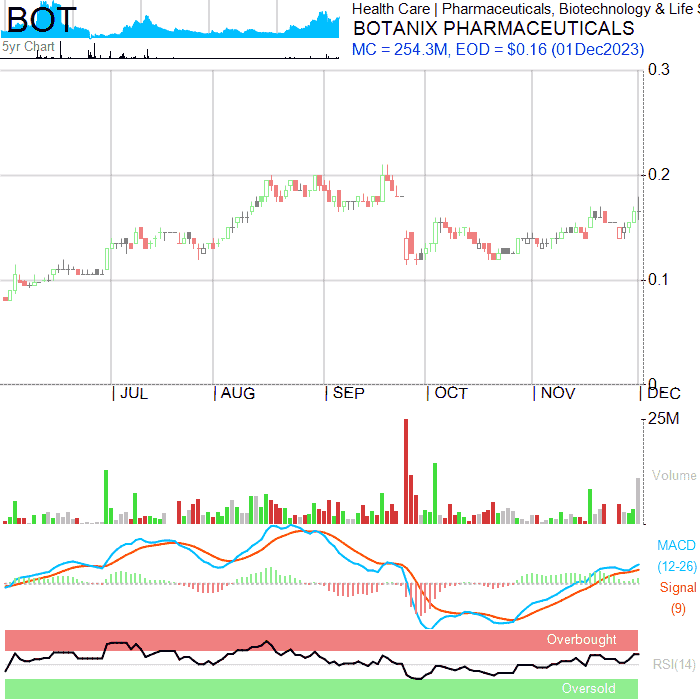 BOT
5yr Chart
Health Care | Pharmaceuticals, Biotechnology & Life S
BOTANIX PHARMACEUTICALS
MC = 254.3M, EOD = $0.16 (01Dec2023)
0.3
0.2
0.1
0
| JUL | AUG | SEP | OCT | NOV | DEC
25M
Volume
MACD
(12-26)
Signal
(9)
Overbought
RSI(14)
Oversold